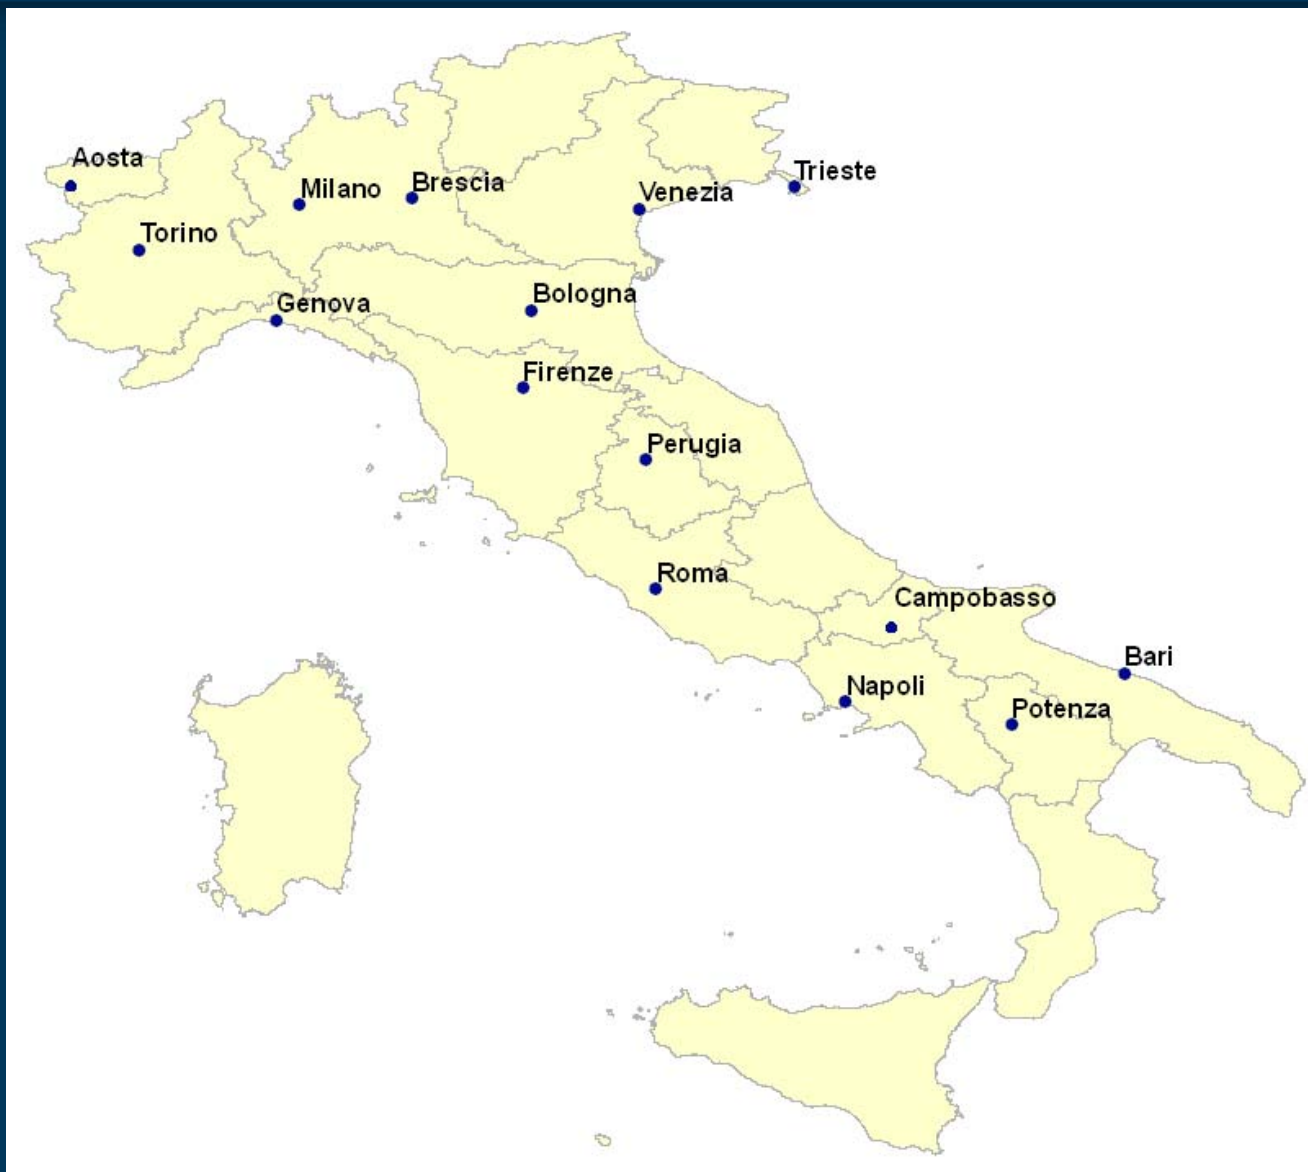 Aosta
Trieste
Brescia
Milano
Venezia
Torino
Bologna
Genova
Firenze
Perugia
Roma
Campobasso
Bari
Napoli
Potenza